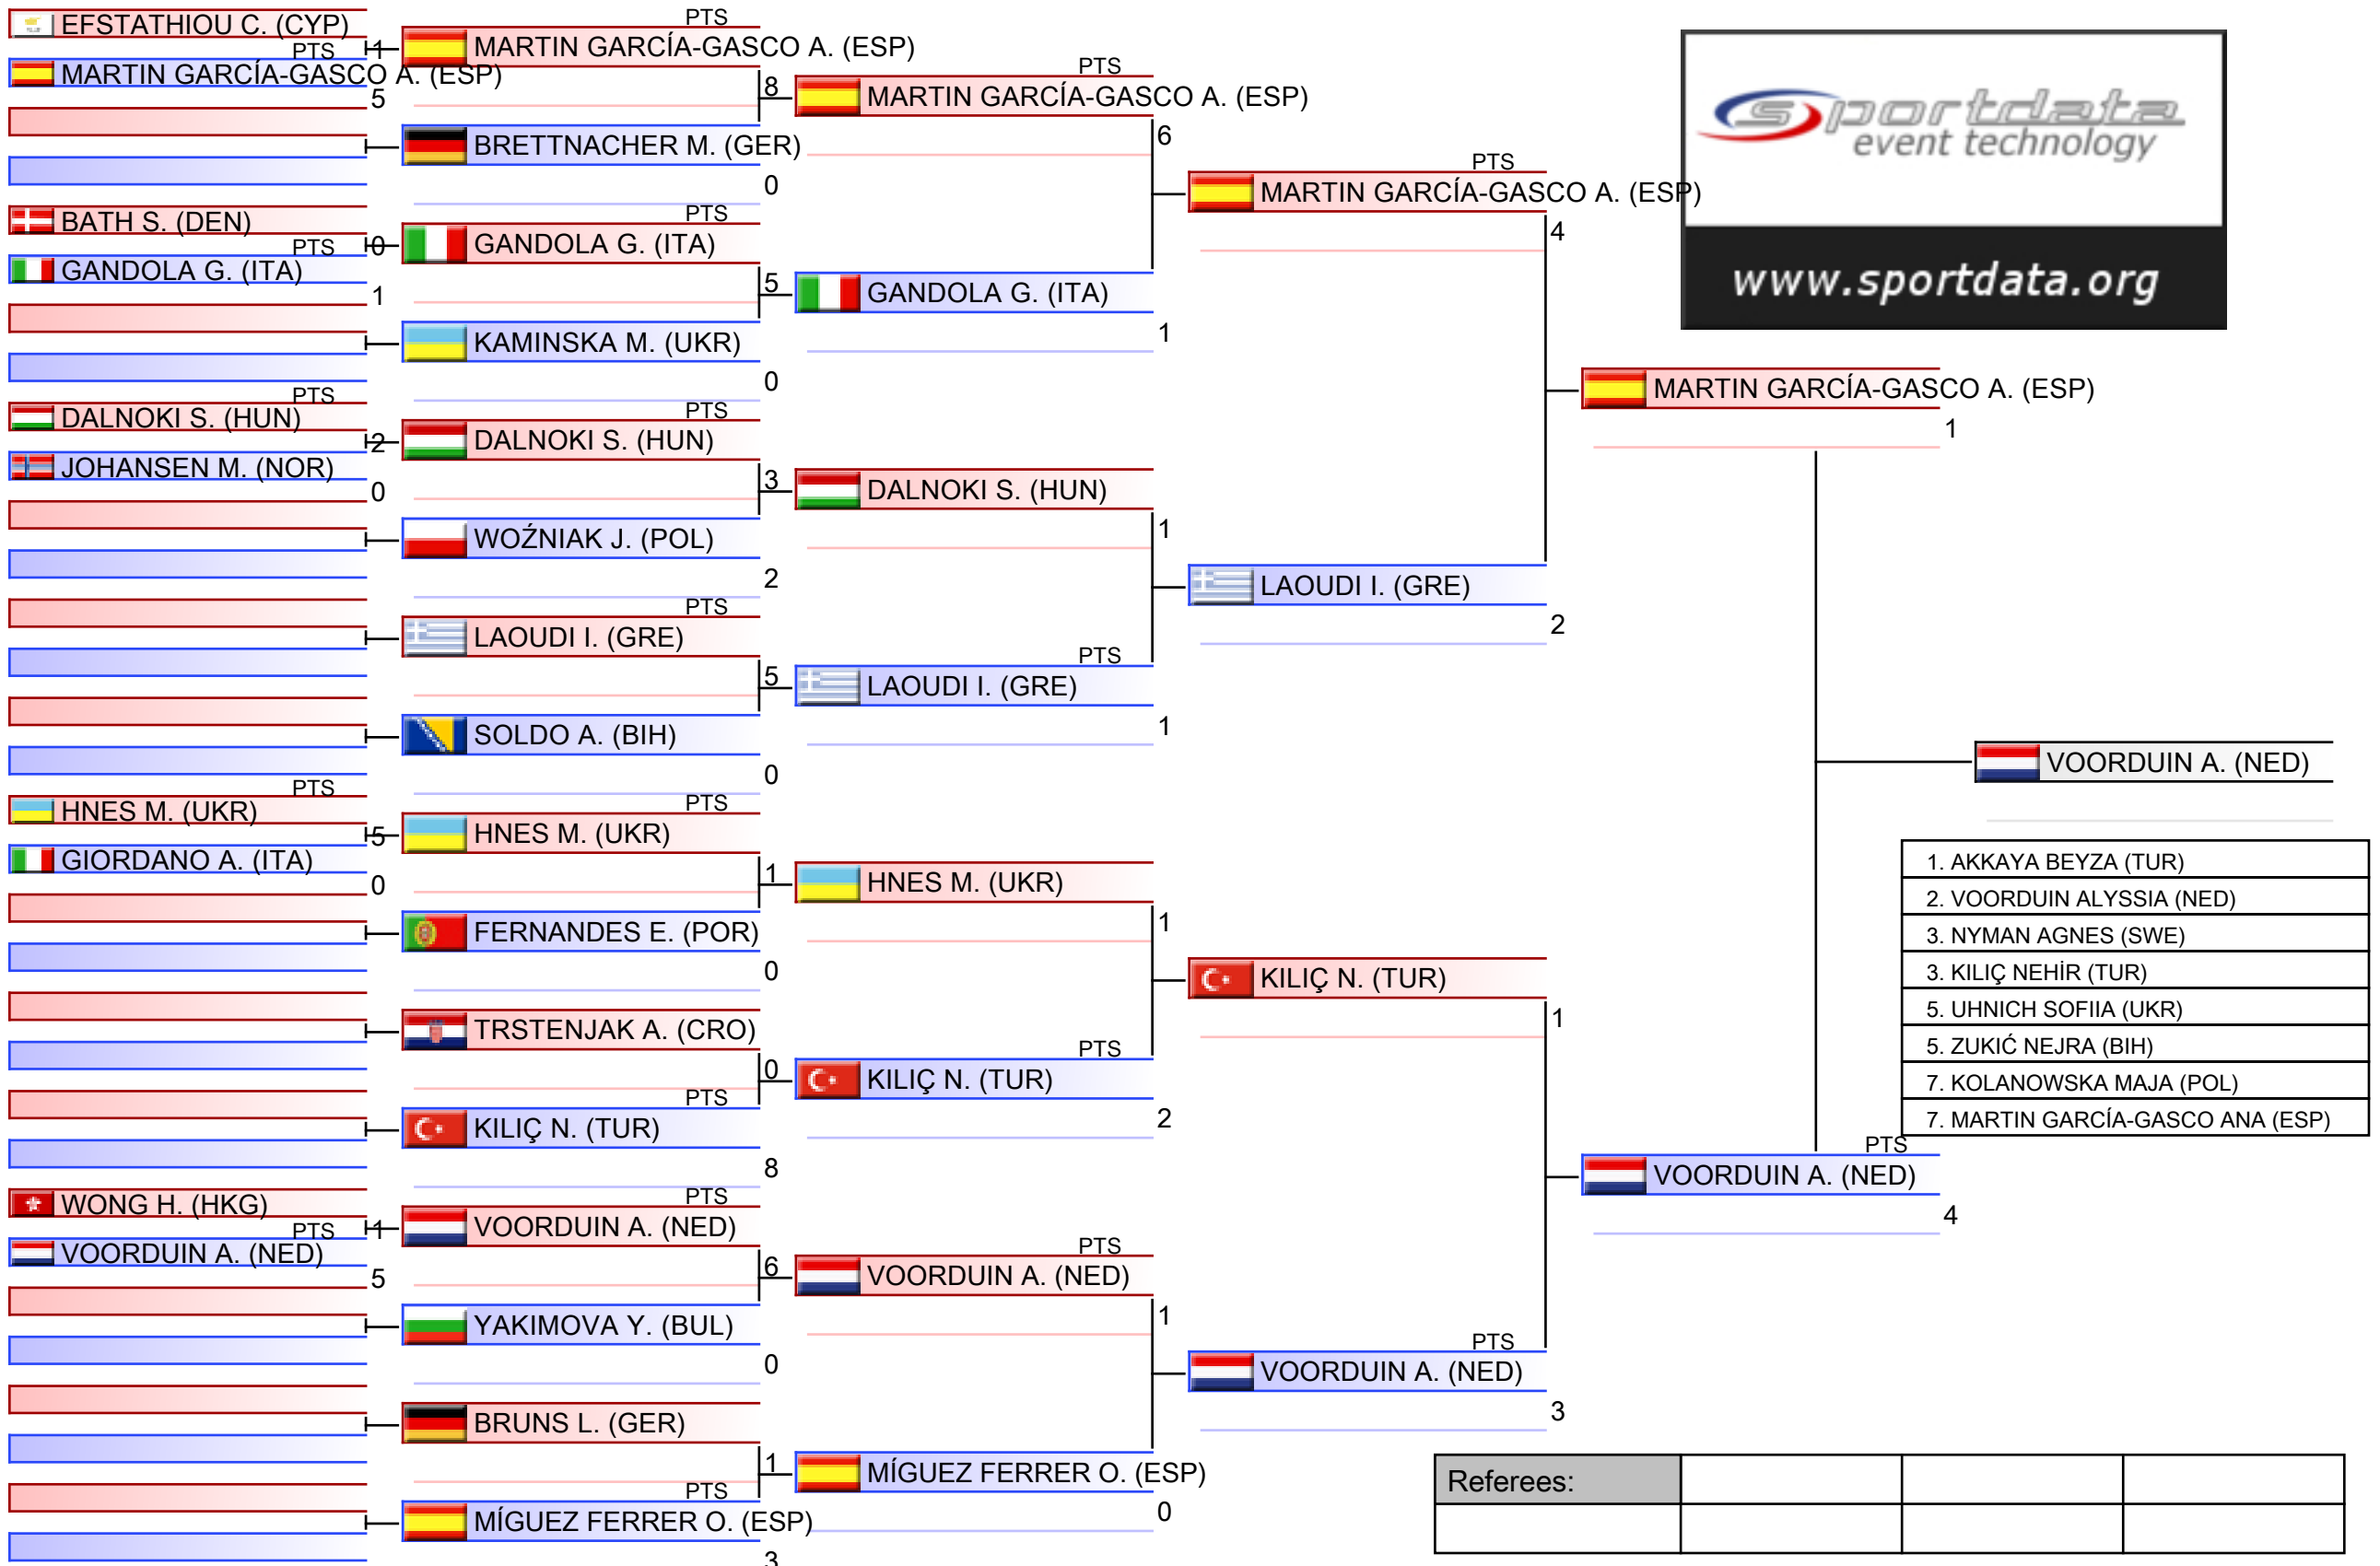 EFSTATHIOU C. (CYP)
PTS 1
MARTIN GARCÍA-GASCO A. (ESP)
5
BATH S. (DEN)
PTS 0
GANDOLA G. (ITA)
1
PTS
DALNOKI S. (HUN)
2
JOHANSEN M. (NOR)
0
PTS
HNES M. (UKR)
5
GIORDANO A. (ITA)
0
WONG H. (HKG)
PTS 1
VOORDUIN A. (NED)
5
PTS
MARTIN GARCÍA-GASCO A. (ESP)
8
BRETTNACHER M. (GER)
0
PTS
GANDOLA G. (ITA)
5
KAMINSKA M. (UKR)
0
PTS
DALNOKI S. (HUN)
3
WOŹNIAK J. (POL)
2
PTS
LAOUDI I. (GRE)
5
SOLDO A. (BIH)
0
PTS
HNES M. (UKR)
1
FERNANDES E. (POR)
0
TRSTENJAK A. (CRO)
0
PTS
KILIÇ N. (TUR)
8
PTS
VOORDUIN A. (NED)
6
YAKIMOVA Y. (BUL)
0
BRUNS L. (GER)
1
PTS
MÍGUEZ FERRER O. (ESP)
3
PTS
MARTIN GARCÍA-GASCO A. (ESP)
6
GANDOLA G. (ITA)
1
DALNOKI S. (HUN)
1
PTS
LAOUDI I. (GRE)
1
HNES M. (UKR)
1
PTS
KILIÇ N. (TUR)
2
PTS
VOORDUIN A. (NED)
1
MÍGUEZ FERRER O. (ESP)
0
PTS
MARTIN GARCÍA-GASCO A. (ESP)
4
LAOUDI I. (GRE)
2
KILIÇ N. (TUR)
1
PTS
VOORDUIN A. (NED)
3
MARTIN GARCÍA-GASCO A. (ESP)
1
PTS
VOORDUIN A. (NED)
4
VOORDUIN A. (NED)
sportdata
event technology
www.sportdata.org
1. AKKAYA BEYZA (TUR)
2. VOORDUIN ALYSSIA (NED)
3. NYMAN AGNES (SWE)
3. KILIÇ NEHİR (TUR)
5. UHNICH SOFIIA (UKR)
5. ZUKIĆ NEJRA (BIH)
7. KOLANOWSKA MAJA (POL)
7. MARTIN GARCÍA-GASCO ANA (ESP)
Referees: